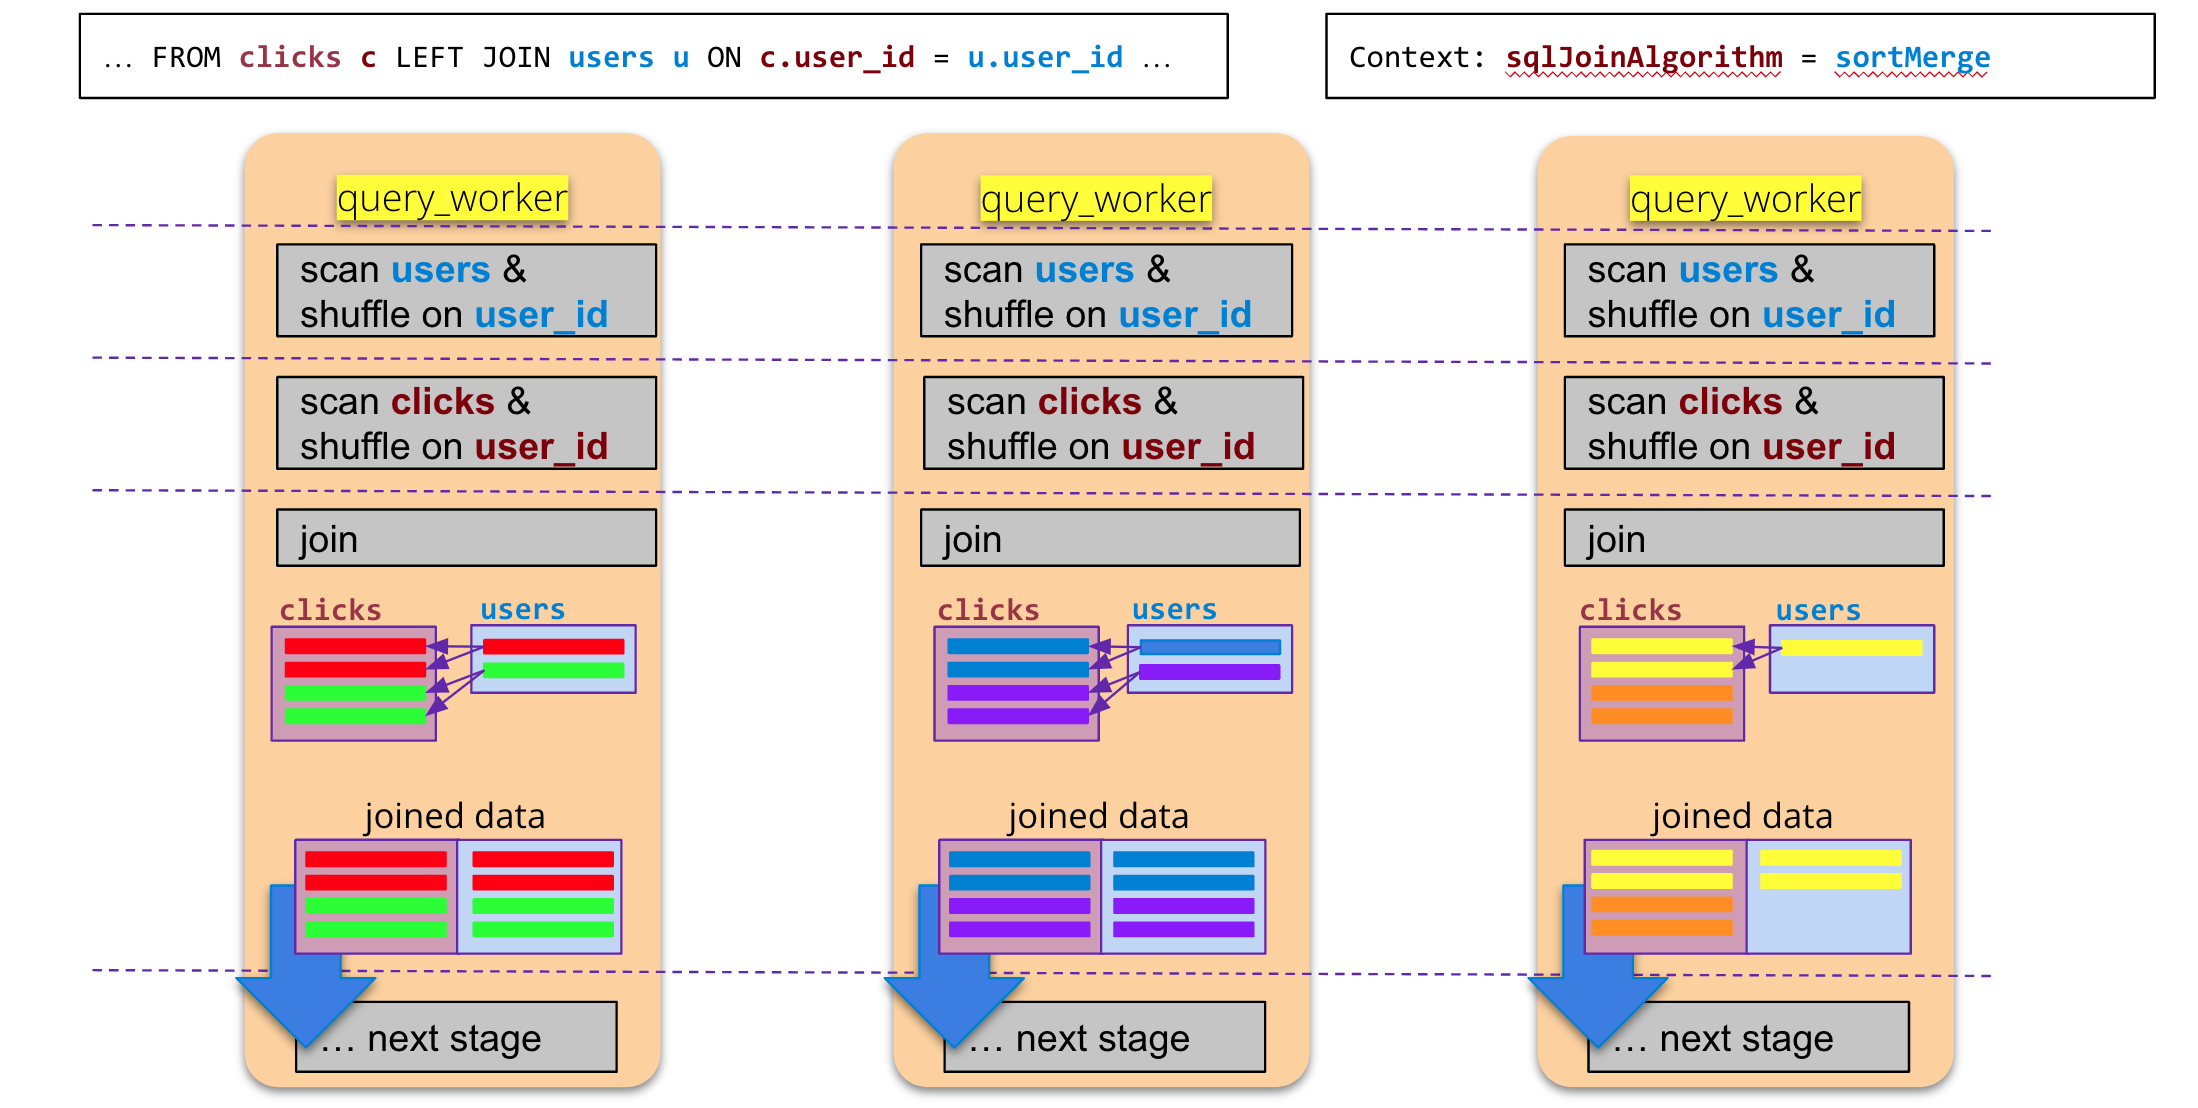 … FROM clicks c LEFT JOIN users u ON c.user_id = u.user_id …
Context: sqlJoinAlgorithm = sortMerge
query_worker
query_worker
query_worker
scan users &
shuffle on user_id
scan users &
shuffle on user_id
scan users &
shuffle on user_id
scan clicks &
shuffle on user_id
scan clicks &
shuffle on user_id
scan clicks &
shuffle on user_id
join
join
join
clicks users
clicks users
clicks users
joined data
joined data
joined data
… next stage
… next stage
… next stage